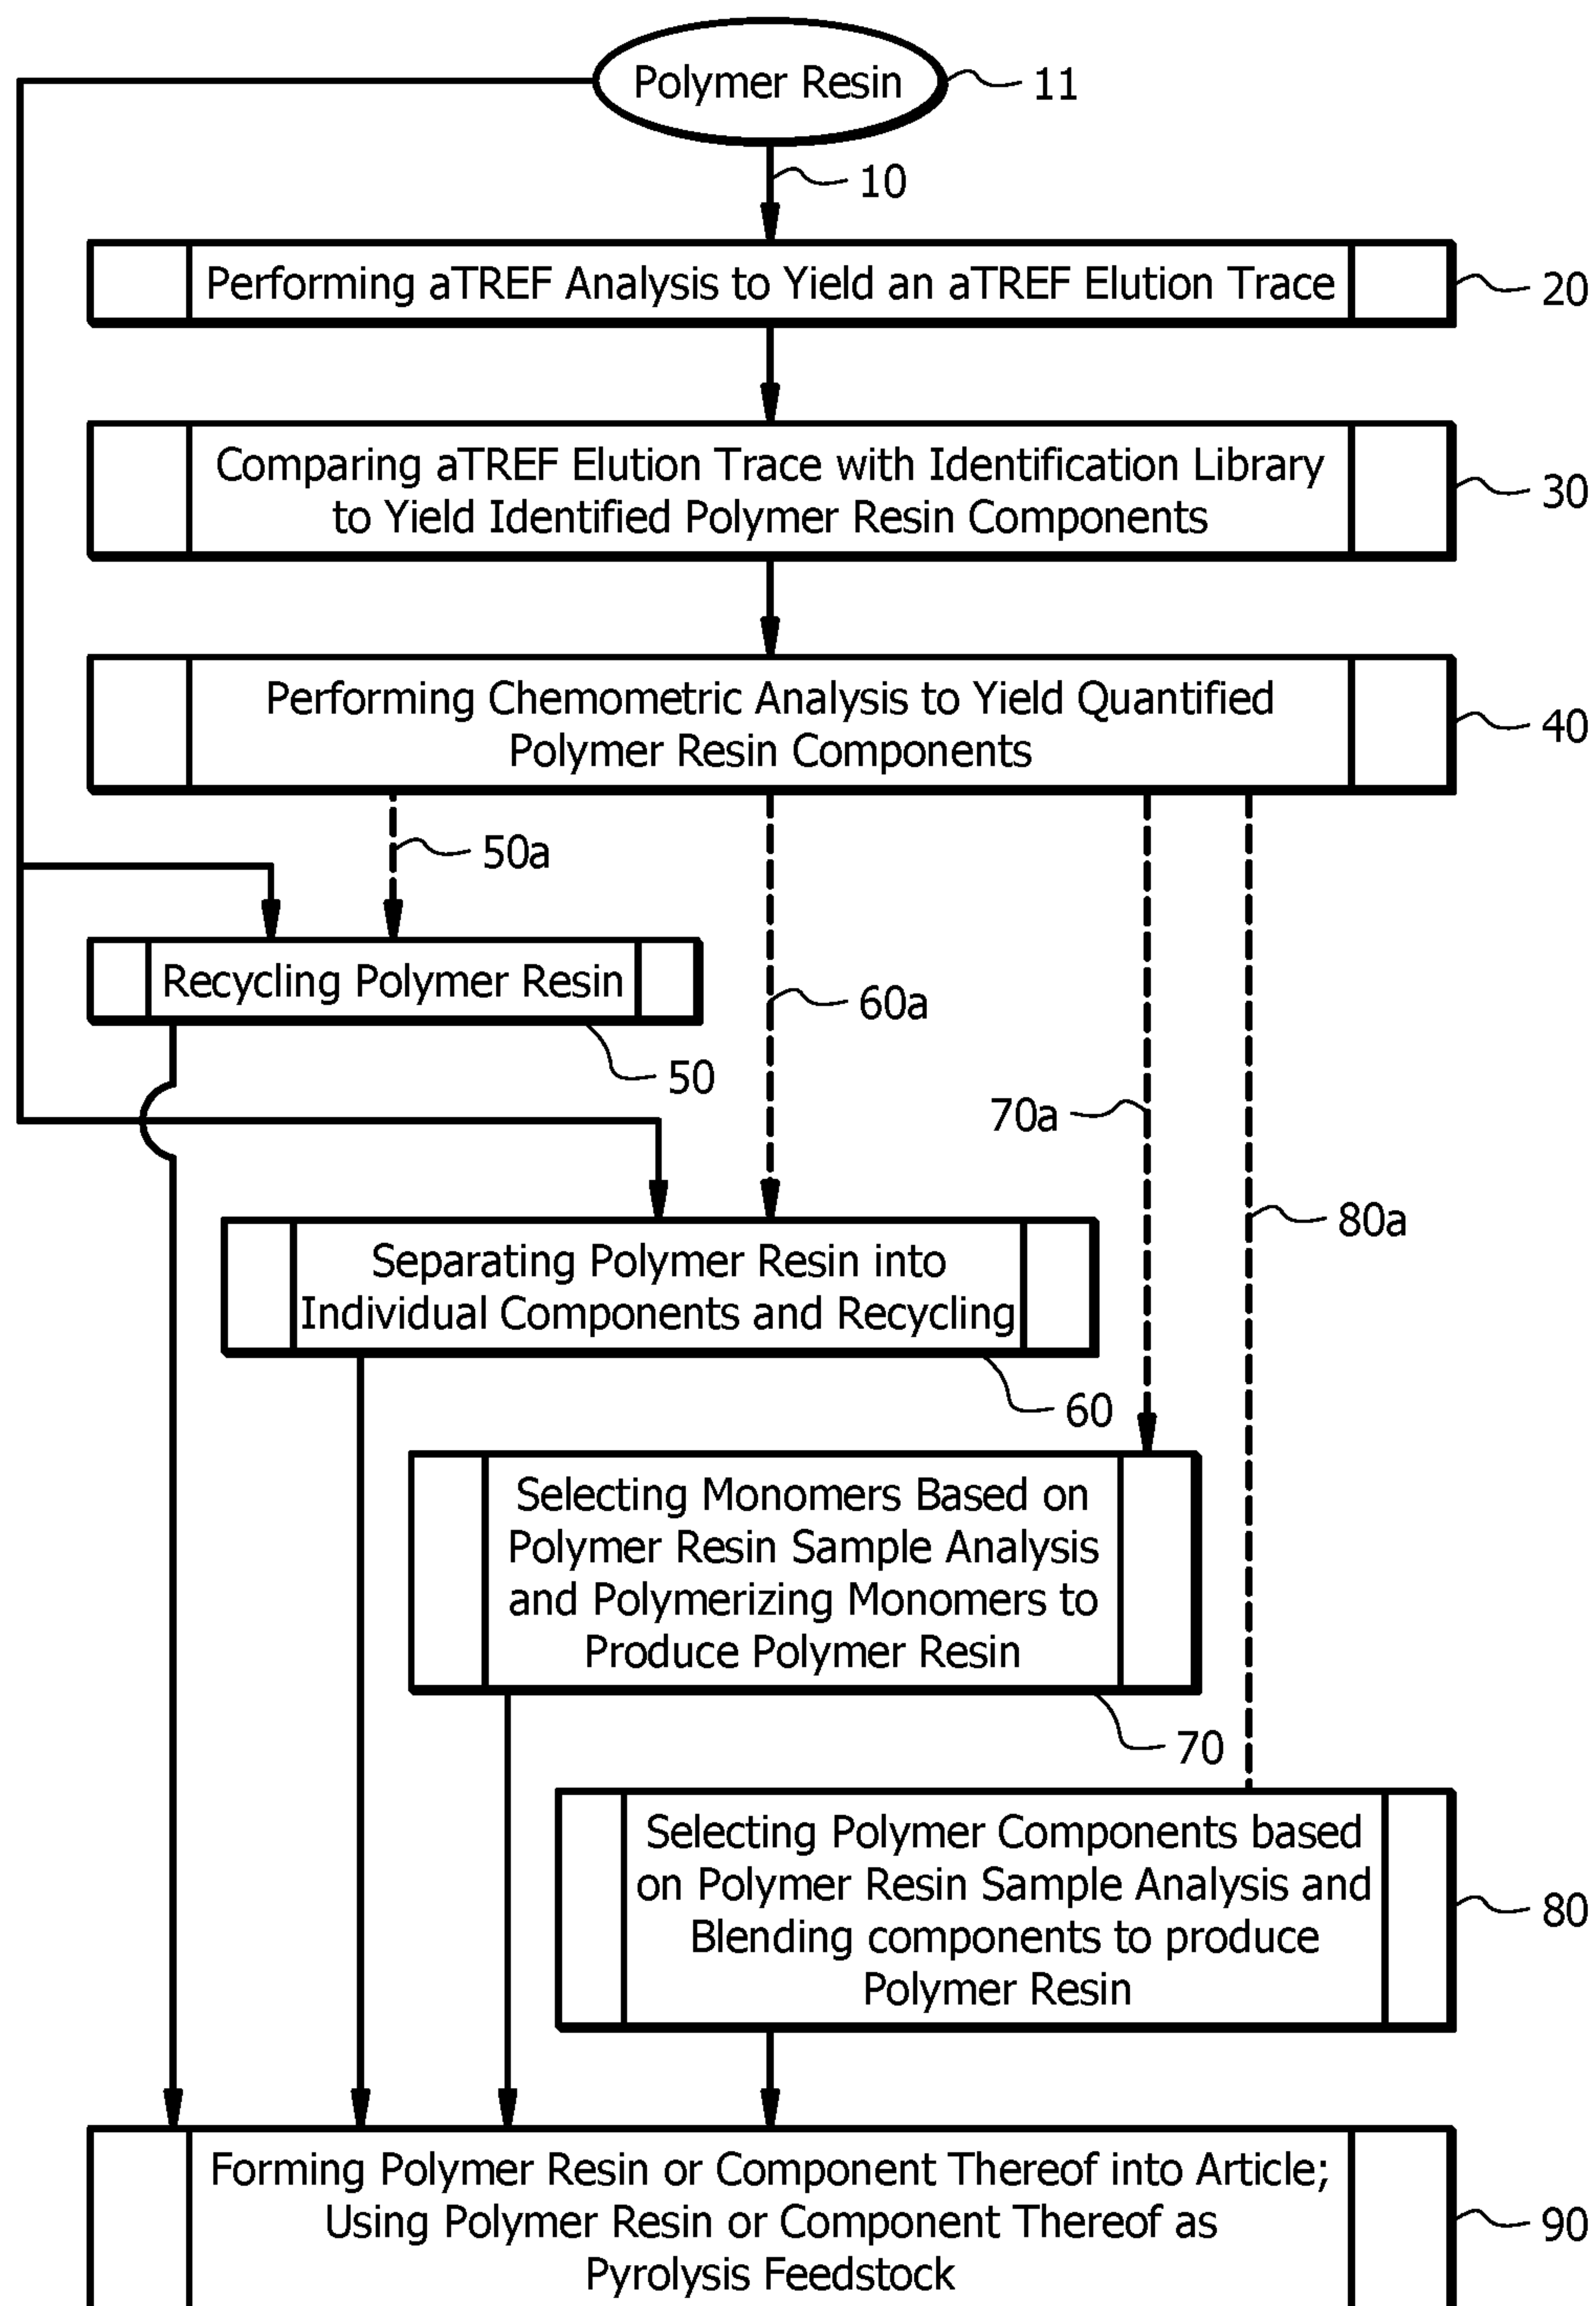 Polymer Resin
11
10
Performing aTREF Analysis to Yield an aTREF Elution Trace
20
Comparing aTREF Elution Trace with Identification Library
to Yield Identified Polymer Resin Components
30
Performing Chemometric Analysis to Yield Quantified
Polymer Resin Components
40
50a
Recycling Polymer Resin
60a
50
70a
80a
Separating Polymer Resin into
Individual Components and Recycling
60
Selecting Monomers Based on
Polymer Resin Sample Analysis
and Polymerizing Monomers to
Produce Polymer Resin
70
Selecting Polymer Components based
on Polymer Resin Sample Analysis and
Blending components to produce
Polymer Resin
80
Forming Polymer Resin or Component Thereof into Article;
Using Polymer Resin or Component Thereof as
Pyrolysis Feedstock
90